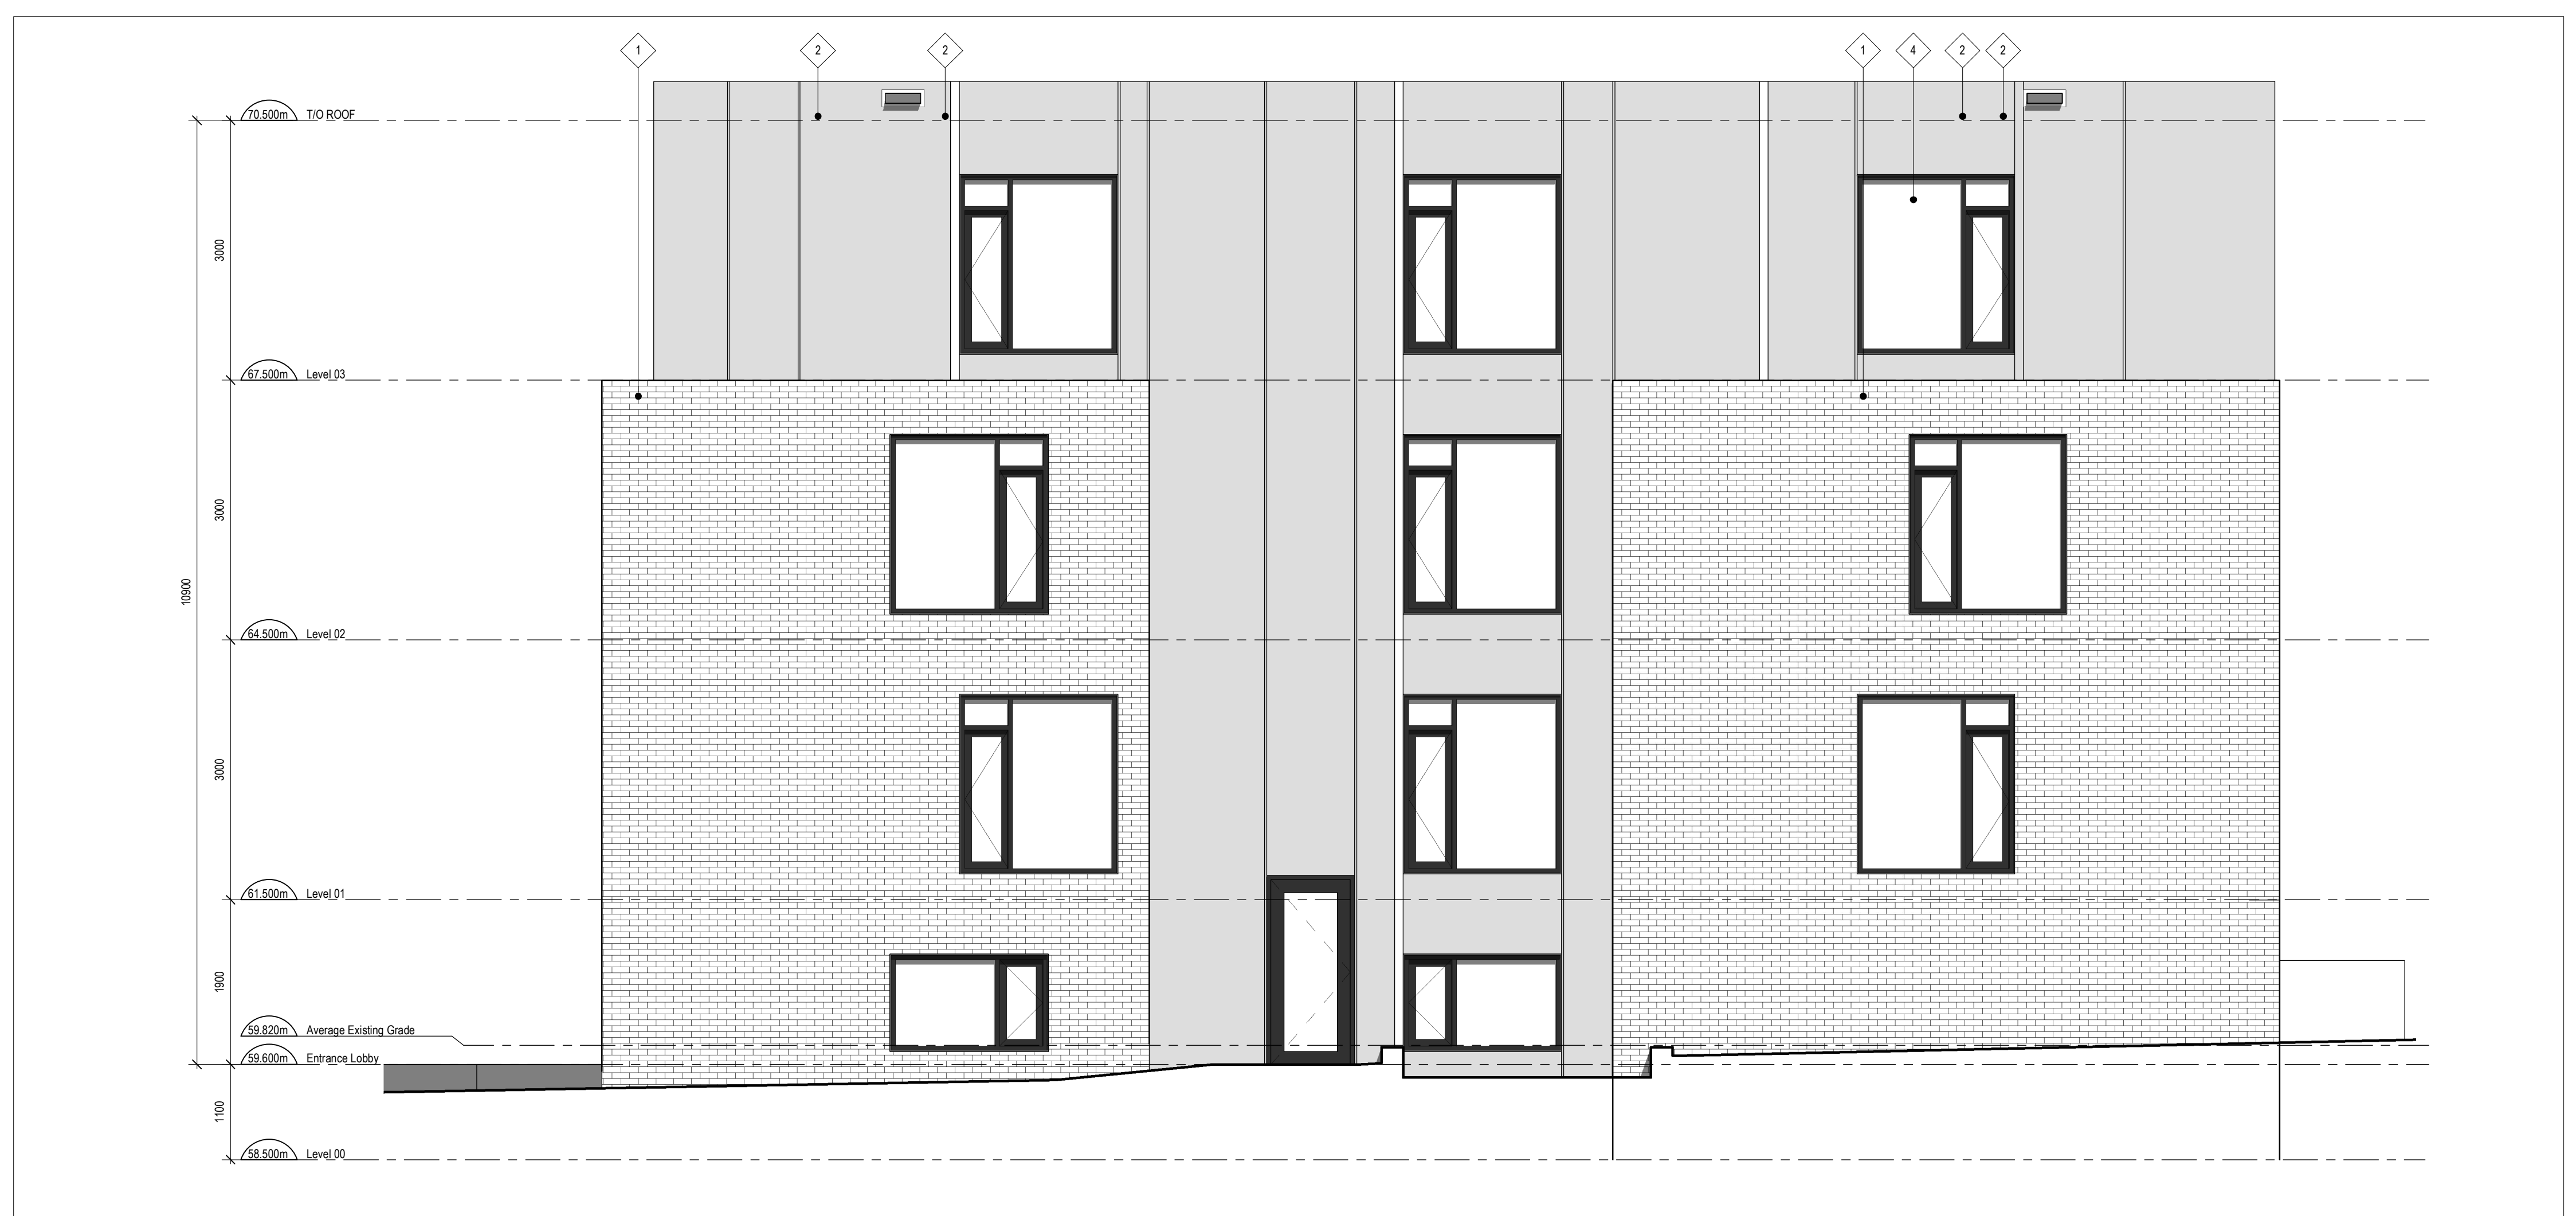 1
2
2
1
4
2
2
70.500m T/O ROOF
3000
67.500m Level 03
3000
10900
64.500m Level 02
3000
61.500m Level 01
1900
59.820m Average Existing Grade
59.600m Entrance Lobby
1100
58.500m Level 00